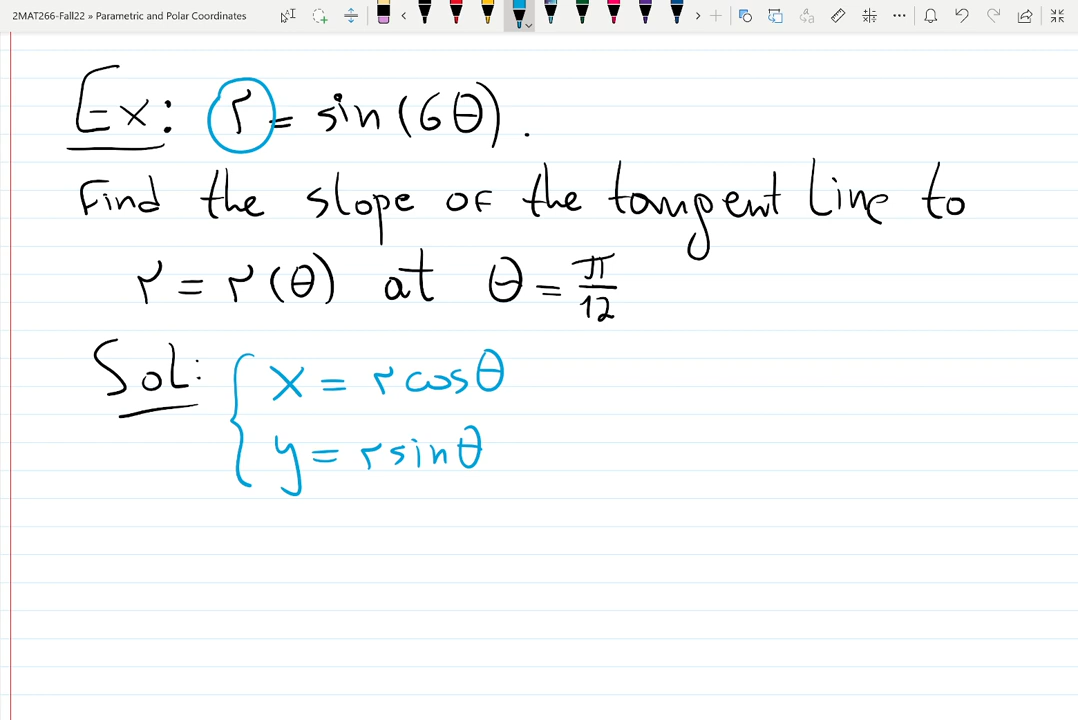 2MAT266-Fall22 » Parametric and Polar Coordinates
Ex: r = sin(6θ).
Find the slope of the tangent line to
r = r(θ) at θ = π/12
Sol: { x = r cosθ
y = r sinθ